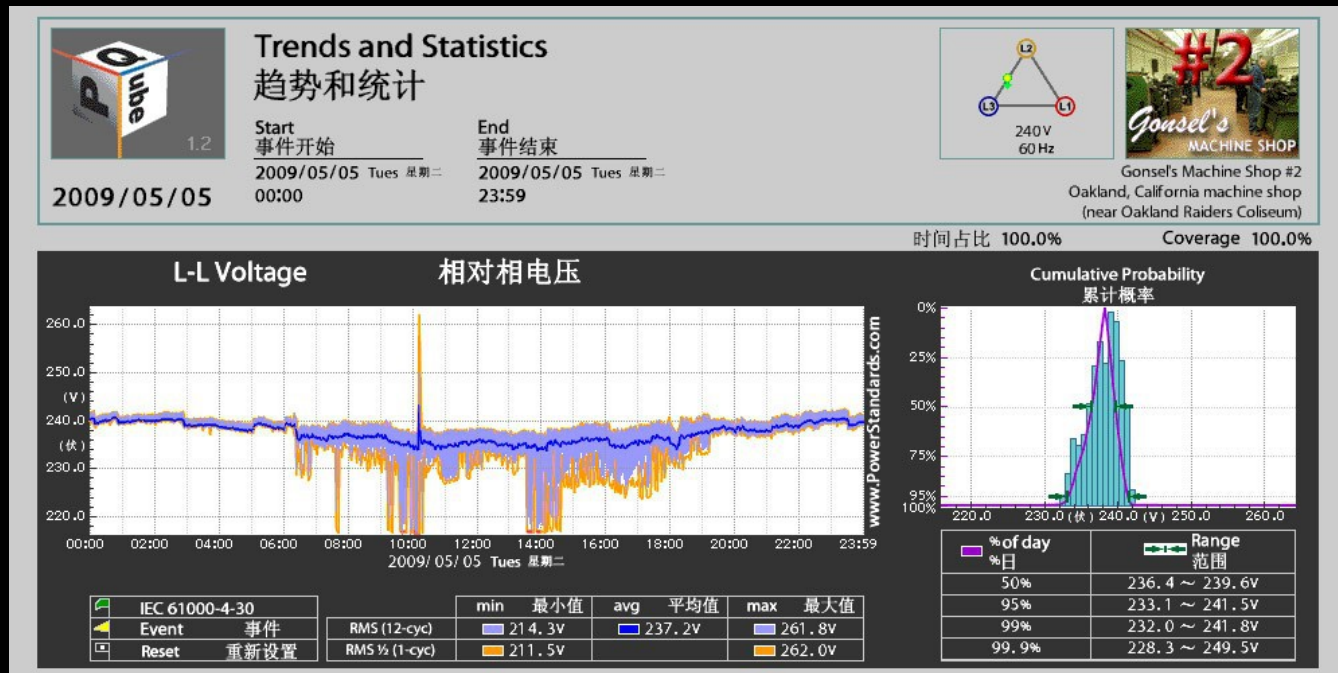 P Qube
1.2
2009/05/05
Trends and Statistics
趋势和统计
Start
事件开始
2009/05/05 Tues 星期二
00:00
End
事件结束
2009/05/05 Tues 星期二
23:59
L2
L3
L1
240V
60 Hz
#2
Gonsel's
MACHINE SHOP
Gonsel's Machine Shop #2
Oakland, California machine shop
(near Oakland Raiders Coliseum)
时间占比 100.0% Coverage 100.0%
L-L Voltage 相对相电压
260.0
250.0
(V)
240.0
(伏)
230.0
220.0
00:00 02:00 04:00 06:00 08:00 10:00 12:00 14:00 16:00 18:00 20:00 22:00 23:59
2009/05/05 Tues 星期二
www.PowerStandards.com
IEC 61000-4-30
Event 事件
Reset 重新设置
min 最小值 avg 平均值 max 最大值
RMS (12-cyc) 214.3V 237.2V 261.8V
RMS ½ (1-cyc) 211.5V 262.0V
Cumulative Probability
累计概率
0%
25%
50%
75%
95%
100%
220.0 230.0 (伏) 240.0 (V) 250.0 260.0
%of day Range
%日 范围
50% 236.4 ~ 239.6V
95% 233.1 ~ 241.5V
99% 232.0 ~ 241.8V
99.9% 228.3 ~ 249.5V